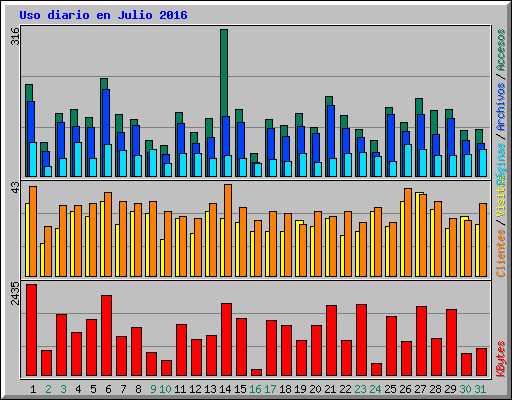 Uso diario en Julio 2016
316
43
2435
Accesos
/ Archivos /
Páginas
Visitas
Clientes /
KBytes
1 2 3 4 5 6 7 8 9 10 11 12 13 14 15 16 17 18 19 20 21 22 23 24 25 26 27 28 29 30 31